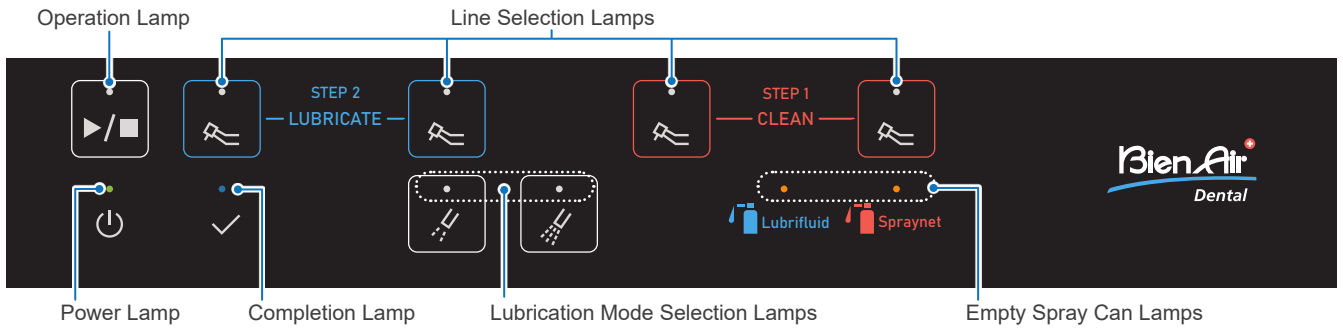 Operation Lamp
Line Selection Lamps
STEP 2
LUBRICATE
STEP 1
CLEAN
Bien Air
Dental
Lubrifluid
Spraynet
Power Lamp
Completion Lamp
Lubrication Mode Selection Lamps
Empty Spray Can Lamps